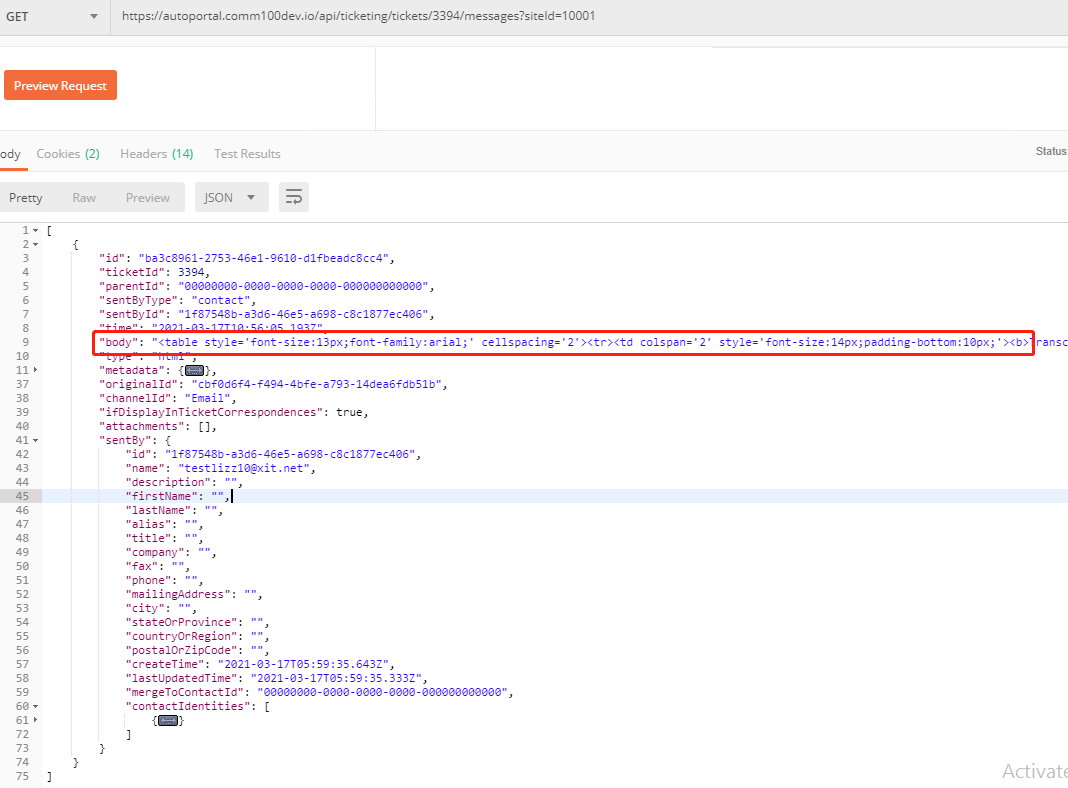 GET https://autoportal.comm100dev.io/api/ticketing/tickets/3394/messages?siteId=10001
Preview Request
ody Cookies (2) Headers (14) Test Results Status
Pretty Raw Preview JSON
1 [
2 {
3 "id": "ba3c8961-2753-46e1-9610-d1fbeadc8cc4",
4 "ticketId": 3394,
5 "parentId": "00000000-0000-0000-0000-000000000000",
6 "sentByType": "contact",
7 "sentById": "1f87548b-a3d6-46e5-a698-c8c1877ec406",
8 "time": "2021-03-17T10:56:05.193Z",
9 "body": "<table style='font-size:13px;font-family:arial;' cellspacing='2'><tr><td colspan='2' style='font-size:14px;padding-bottom:10px;'><b>Transc
10 "type": "html",
11 "metadata": {},
37 "originalId": "cbf0d6f4-f494-4bfe-a793-14dea6fdb51b",
38 "channelId": "Email",
39 "ifDisplayInTicketCorrespondences": true,
40 "attachments": [],
41 "sentBy": {
42 "id": "1f87548b-a3d6-46e5-a698-c8c1877ec406",
43 "name": "testlizz10@xit.net",
44 "description": "",
45 "firstName": "",
46 "lastName": "",
47 "alias": "",
48 "title": "",
49 "company": "",
50 "fax": "",
51 "phone": "",
52 "mailingAddress": "",
53 "city": "",
54 "stateOrProvince": "",
55 "countryOrRegion": "",
56 "postalOrZipCode": "",
57 "createTime": "2021-03-17T05:59:35.643Z",
58 "lastUpdatedTime": "2021-03-17T05:59:35.333Z",
59 "mergeToContactId": "00000000-0000-0000-0000-000000000000",
60 "contactIdentities": [
61 {}
72 ]
73 }
74 }
75 ]
Activate